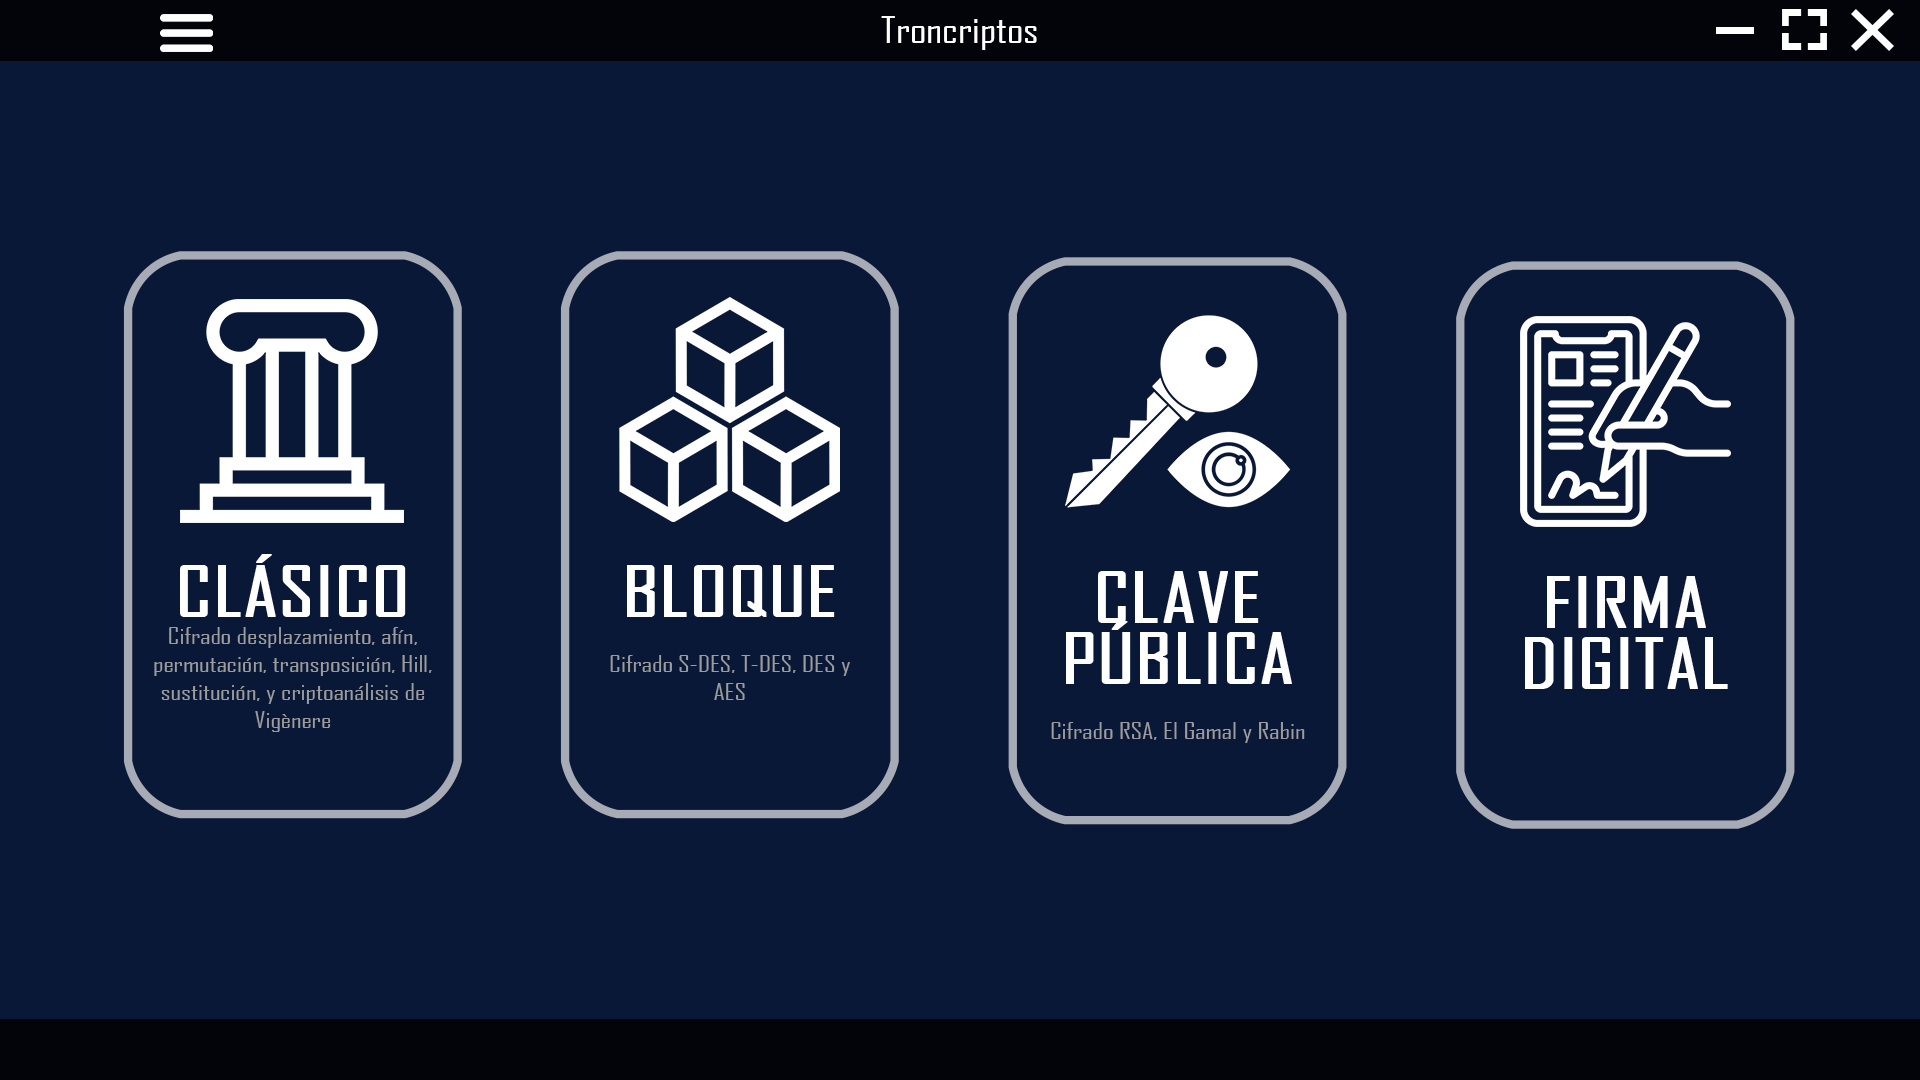 Troncriptos
CLÁSICO
Cifrado desplazamiento, afín,
permutación, transposición, Hill,
sustitución, y criptoanálisis de
Vigènere
BLOQUE
Cifrado S-DES, T-DES, DES y
AES
CLAVE
PÚBLICA
Cifrado RSA, El Gamal y Rabin
FIRMA
DIGITAL